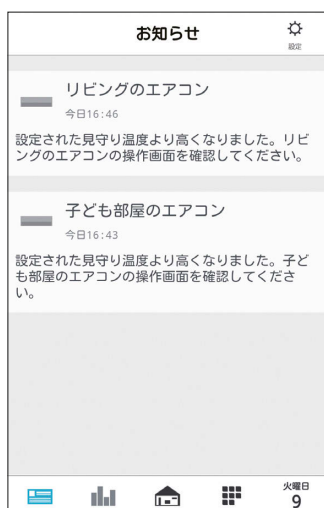 お知らせ
設定
リビングのエアコン
今日16:46
設定された見守り温度より高くなりました。リビ
ングのエアコンの操作画面を確認してください。
子ども部屋のエアコン
今日16:43
設定された見守り温度より高くなりました。子ど
も部屋のエアコンの操作画面を確認してくださ
い。
火曜日
9